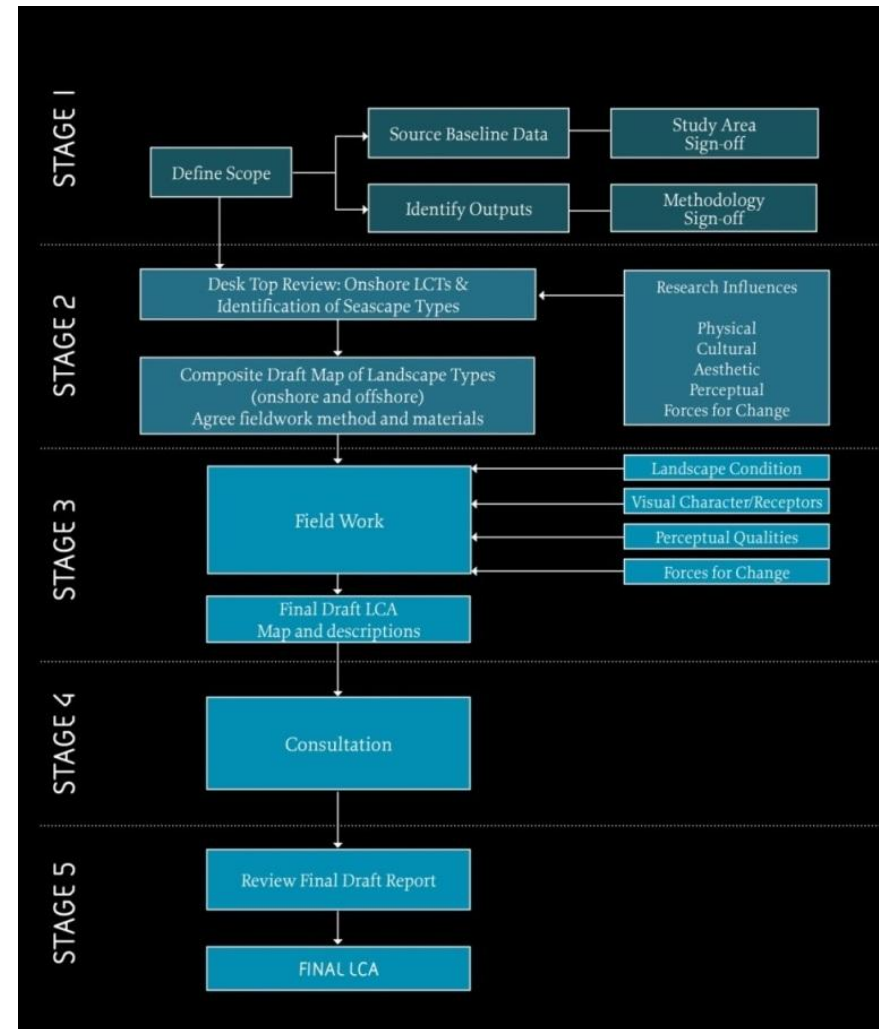 STAGE 1
Define Scope
Source Baseline Data
Study Area
Sign-off
Identify Outputs
Methodology
Sign-off
STAGE 2
Desk Top Review: Onshore LCTs &
Identification of Seascape Types
Research Influences
Physical
Cultural
Aesthetic
Perceptual
Forces for Change
Composite Draft Map of Landscape Types
(onshore and offshore)
Agree fieldwork method and materials
STAGE 3
Field Work
Landscape Condition
Visual Character/Receptors
Perceptual Qualities
Forces for Change
Final Draft LCA
Map and descriptions
STAGE 4
Consultation
STAGE 5
Review Final Draft Report
FINAL LCA